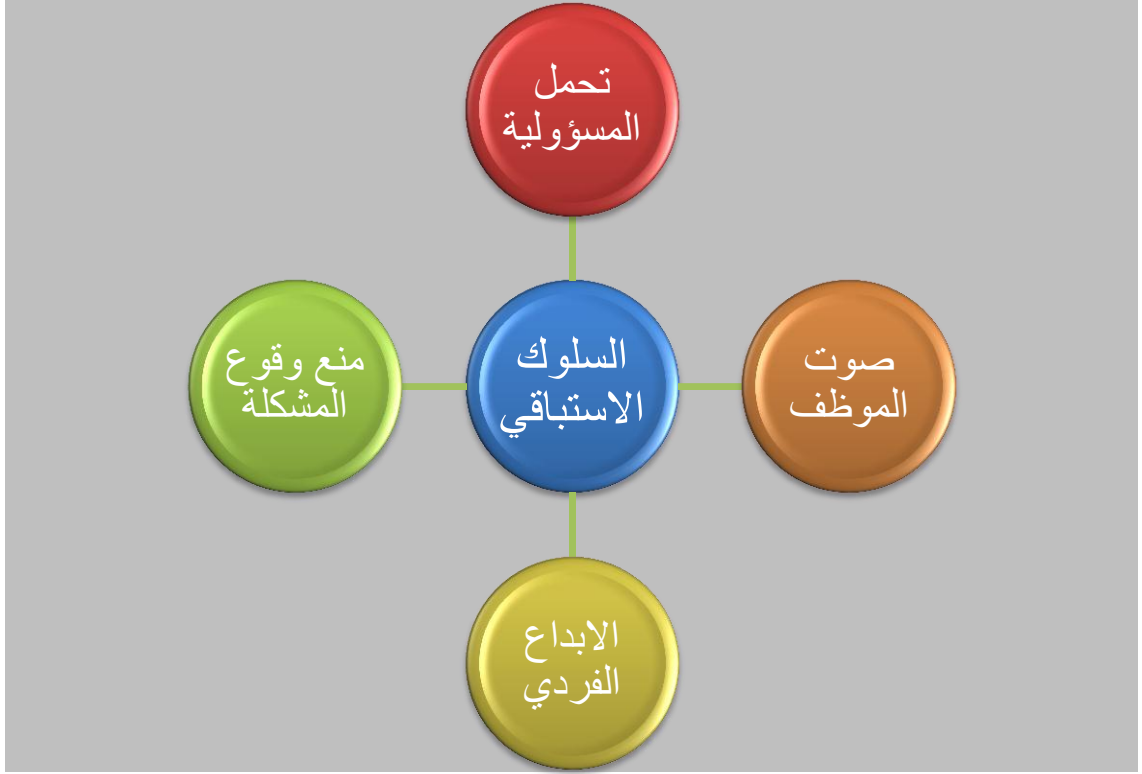 تحمل
المسؤولية
صوت
الموظف
السلوك
الاستباقي
منع وقوع
المشكلة
الابداع
الفردي